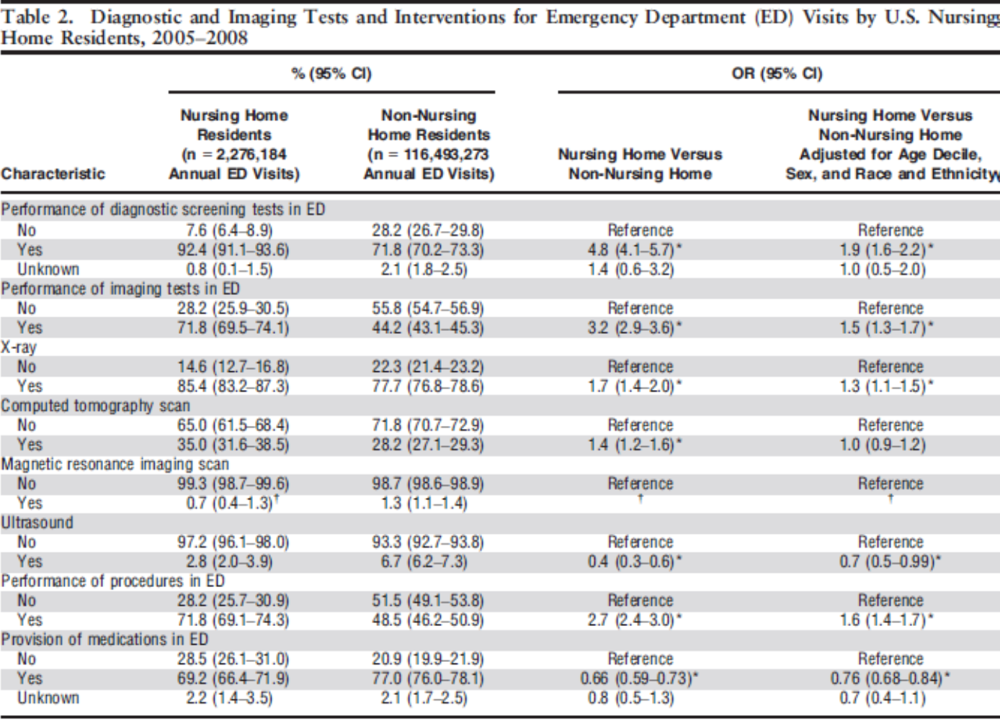 Table 2. Diagnostic and Imaging Tests and Interventions for Emergency Department (ED) Visits by U.S. Nursing
Home Residents, 2005–2008
% (95% CI) OR (95% CI)
Nursing Home Non-Nursing Nursing Home Versus
Residents Home Residents Non-Nursing Home
(n = 2,276,184 (n = 116,493,273 Nursing Home Versus Adjusted for Age Decile,
Characteristic Annual ED Visits) Annual ED Visits) Non-Nursing Home Sex, and Race and Ethnicity
Performance of diagnostic screening tests in ED
No 7.6 (6.4–8.9) 28.2 (26.7–29.8) Reference Reference
Yes 92.4 (91.1–93.6) 71.8 (70.2–73.3) 4.8 (4.1–5.7)* 1.9 (1.6–2.2)*
Unknown 0.8 (0.1–1.5) 2.1 (1.8–2.5) 1.4 (0.6–3.2) 1.0 (0.5–2.0)
Performance of imaging tests in ED
No 28.2 (25.9–30.5) 55.8 (54.7–56.9) Reference Reference
Yes 71.8 (69.5–74.1) 44.2 (43.1–45.3) 3.2 (2.9–3.6)* 1.5 (1.3–1.7)*
X-ray
No 14.6 (12.7–16.8) 22.3 (21.4–23.2) Reference Reference
Yes 85.4 (83.2–87.3) 77.7 (76.8–78.6) 1.7 (1.4–2.0)* 1.3 (1.1–1.5)*
Computed tomography scan
No 65.0 (61.5–68.4) 71.8 (70.7–72.9) Reference Reference
Yes 35.0 (31.6–38.5) 28.2 (27.1–29.3) 1.4 (1.2–1.6)* 1.0 (0.9–1.2)
Magnetic resonance imaging scan
No 99.3 (98.7–99.6) 98.7 (98.6–98.9) Reference Reference
Yes 0.7 (0.4–1.3)† 1.3 (1.1–1.4) † †
Ultrasound
No 97.2 (96.1–98.0) 93.3 (92.7–93.8) Reference Reference
Yes 2.8 (2.0–3.9) 6.7 (6.2–7.3) 0.4 (0.3–0.6)* 0.7 (0.5–0.99)*
Performance of procedures in ED
No 28.2 (25.7–30.9) 51.5 (49.1–53.8) Reference Reference
Yes 71.8 (69.1–74.3) 48.5 (46.2–50.9) 2.7 (2.4–3.0)* 1.6 (1.4–1.7)*
Provision of medications in ED
No 28.5 (26.1–31.0) 20.9 (19.9–21.9) Reference Reference
Yes 69.2 (66.4–71.9) 77.0 (76.0–78.1) 0.66 (0.59–0.73)* 0.76 (0.68–0.84)*
Unknown 2.2 (1.4–3.5) 2.1 (1.7–2.5) 0.8 (0.5–1.3) 0.7 (0.4–1.1)